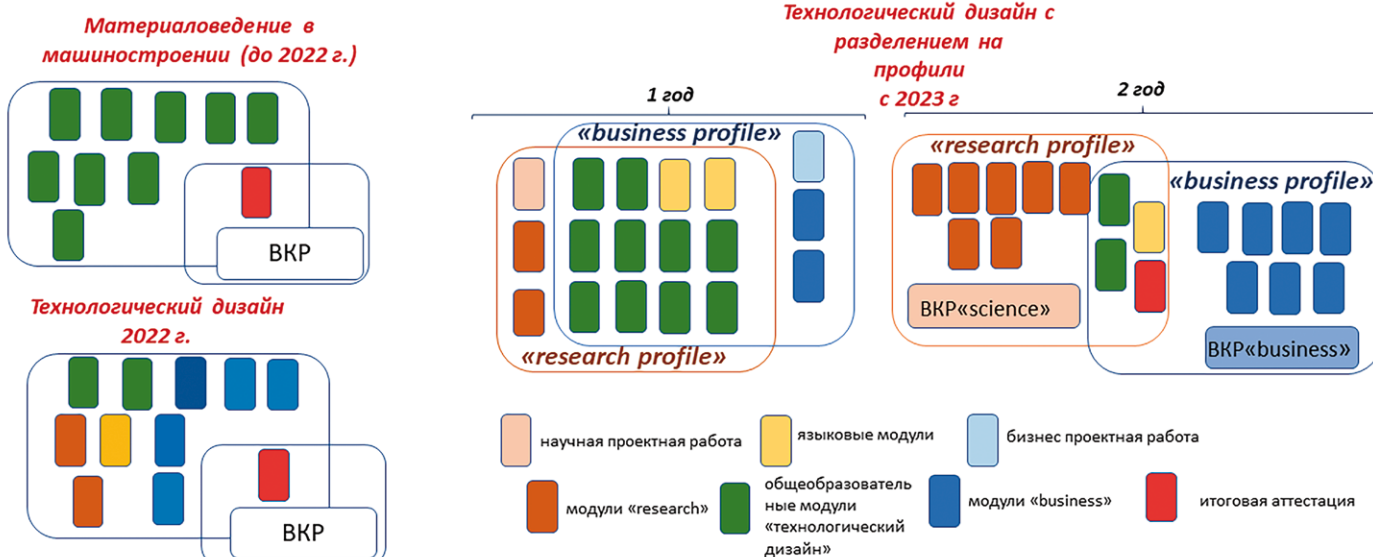 Материаловедение в
машиностроении (до 2022 г.)
ВКР
Технологический дизайн
2022 г.
ВКР
Технологический дизайн с
разделением на
профили
с 2023 г
1 год
2 год
«business profile»
«research profile»
«research profile»
«business profile»
ВКР«science»
ВКР«business»
научная проектная работа
языковые модули
бизнес проектная работа
модули «research»
общеобразователь
ные модули
«технологический
дизайн»
модули “business”
итоговая аттестация